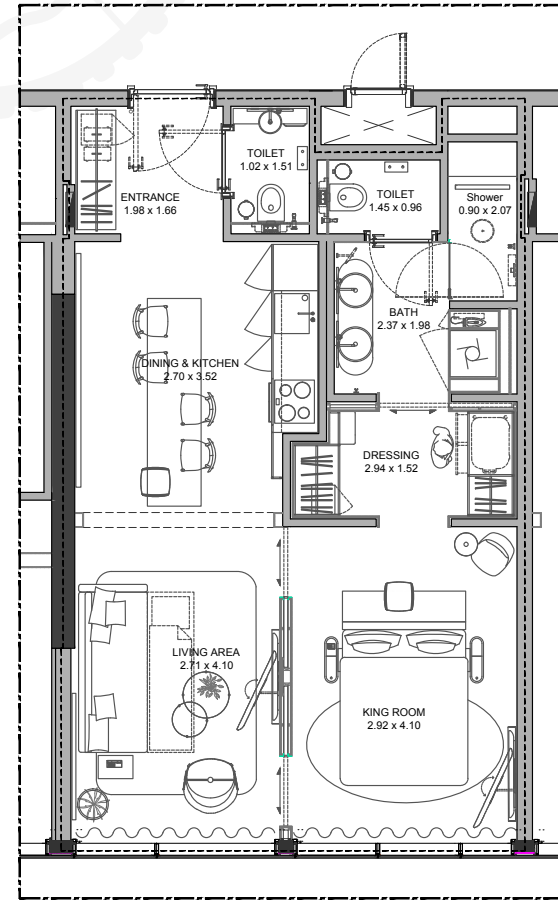 TOILET
1.02 x 1.51
ENTRANCE
1.98 x 1.66
TOILET
1.45 x 0.96
Shower
0.90 x 2.07
BATH
2.37 x 1.98
DINING & KITCHEN
2.70 x 3.52
DRESSING
2.94 x 1.52
LIVING AREA
2.71 x 4.10
KING ROOM
2.92 x 4.10